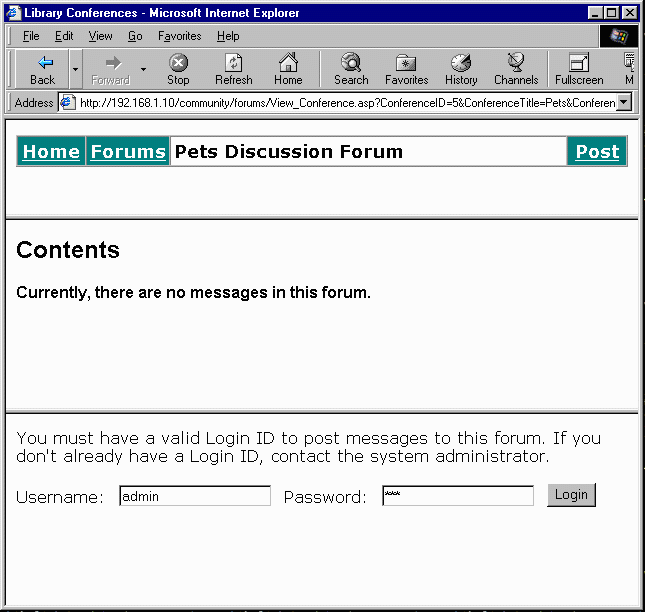 Library Conferences - Microsoft Internet Explorer
File Edit View Go Favorites Help
Back Forward Stop Refresh Home Search Favorites History Channels Fullscreen M
Address http://192.168.1.10/community/forums/View_Conference.asp?ConferenceID=5&ConferenceTitle=Pets&Conferen
Home Forums Pets Discussion Forum Post
Contents
Currently, there are no messages in this forum.
You must have a valid Login ID to post messages to this forum. If you
don't already have a Login ID, contact the system administrator.
Username: admin Password: *** Login